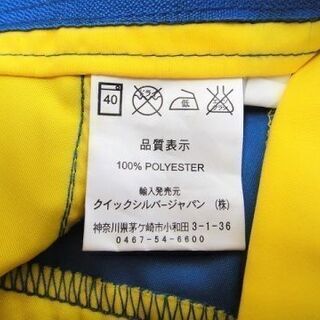 40 ドライ 低
品質表示
100% POLYESTER
輸入発売元
クイックシルバージャパン (株)
神奈川県茅ケ崎市小和田3-1-36
0467-54-6600